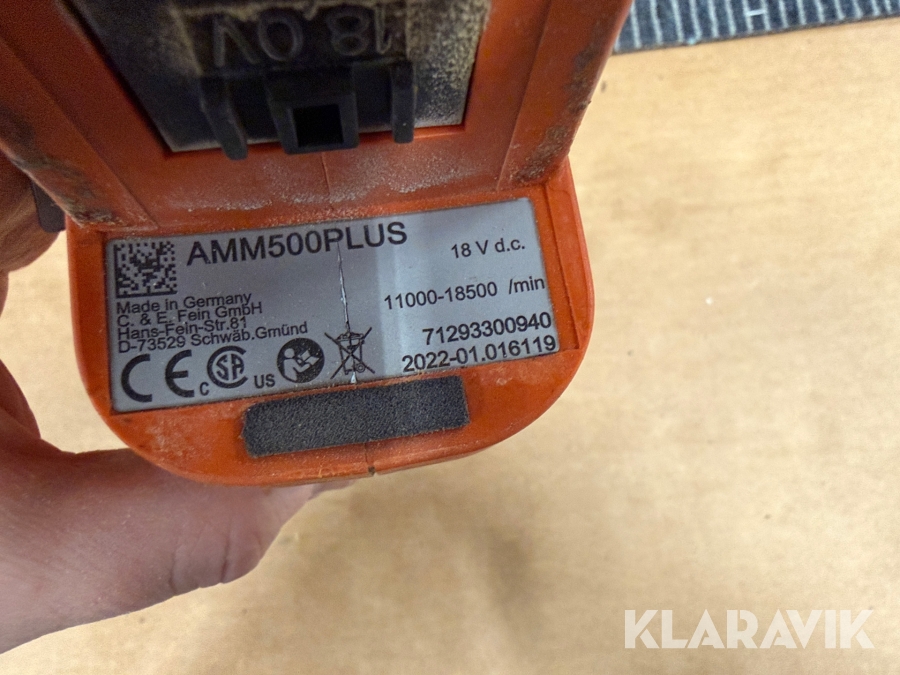 18.0V
AMM500PLUS
18 V d.c.
Made in Germany
C. & E. Fein GmbH
Hans-Fein-Str.81
D-73529 Schwäb.Gmünd
11000-18500 /min
71293300940
2022-01.016119
CE
C SA US
KLARAVIK